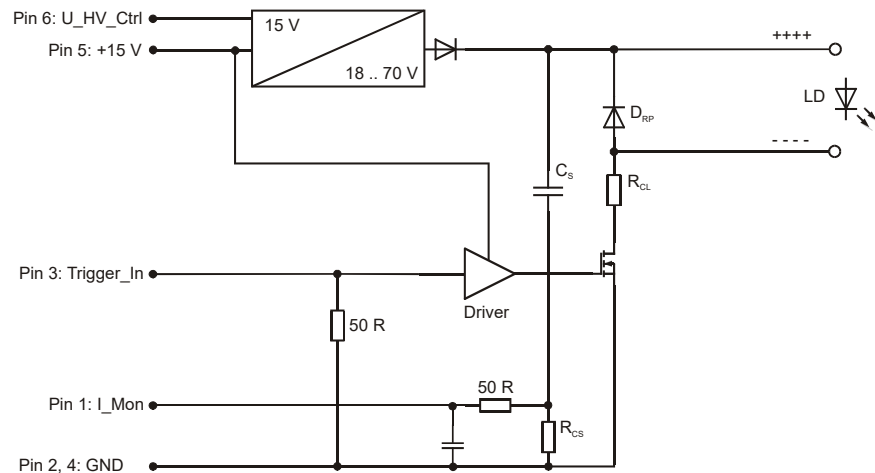 Pin 6: U_HV_Ctrl
15 V
++++
Pin 5: +15 V
18 .. 70 V
LD
D_RP
- - - -
C_S
R_CL
Pin 3: Trigger_In
Driver
50 R
50 R
Pin 1: I_Mon
R_CS
Pin 2, 4: GND